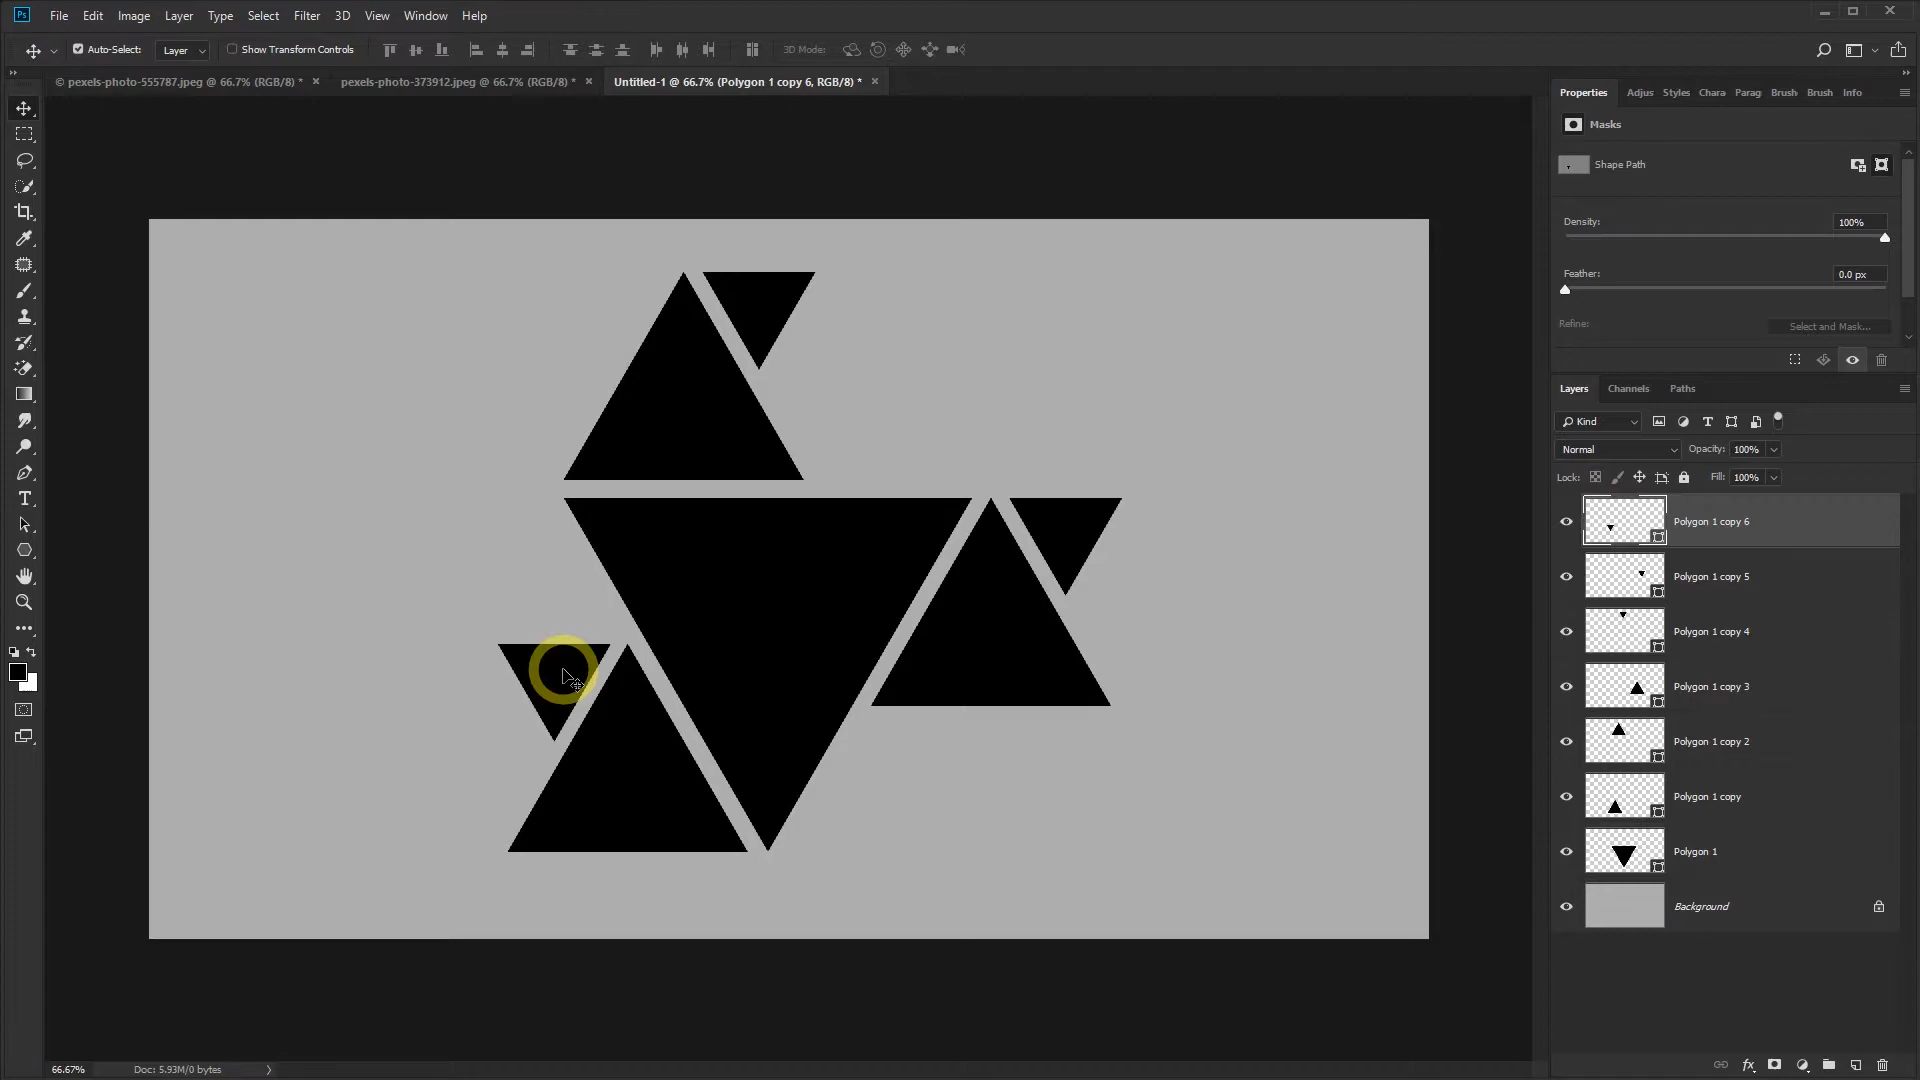 Ps File Edit Image Layer Type Select Filter 3D View Window Help
Auto-Select: Layer Show Transform Controls 3D Mode:
© pexels-photo-555787.jpeg @ 66.7% (RGB/8) * × pexels-photo-373912.jpeg @ 66.7% (RGB/8) * × Untitled-1 @ 66.7% (Polygon 1 copy 6, RGB/8) * ×
Properties Adjus Styles Chara Parag Brush Brush Info
Masks
Shape Path
Density: 100%
Feather: 0.0 px
Refine: Select and Mask...
Layers Channels Paths
Kind
Normal Opacity: 100%
Lock: Fill: 100%
Polygon 1 copy 6
Polygon 1 copy 5
Polygon 1 copy 4
Polygon 1 copy 3
Polygon 1 copy 2
Polygon 1 copy
Polygon 1
Background
66.67% Doc: 5.93M/0 bytes